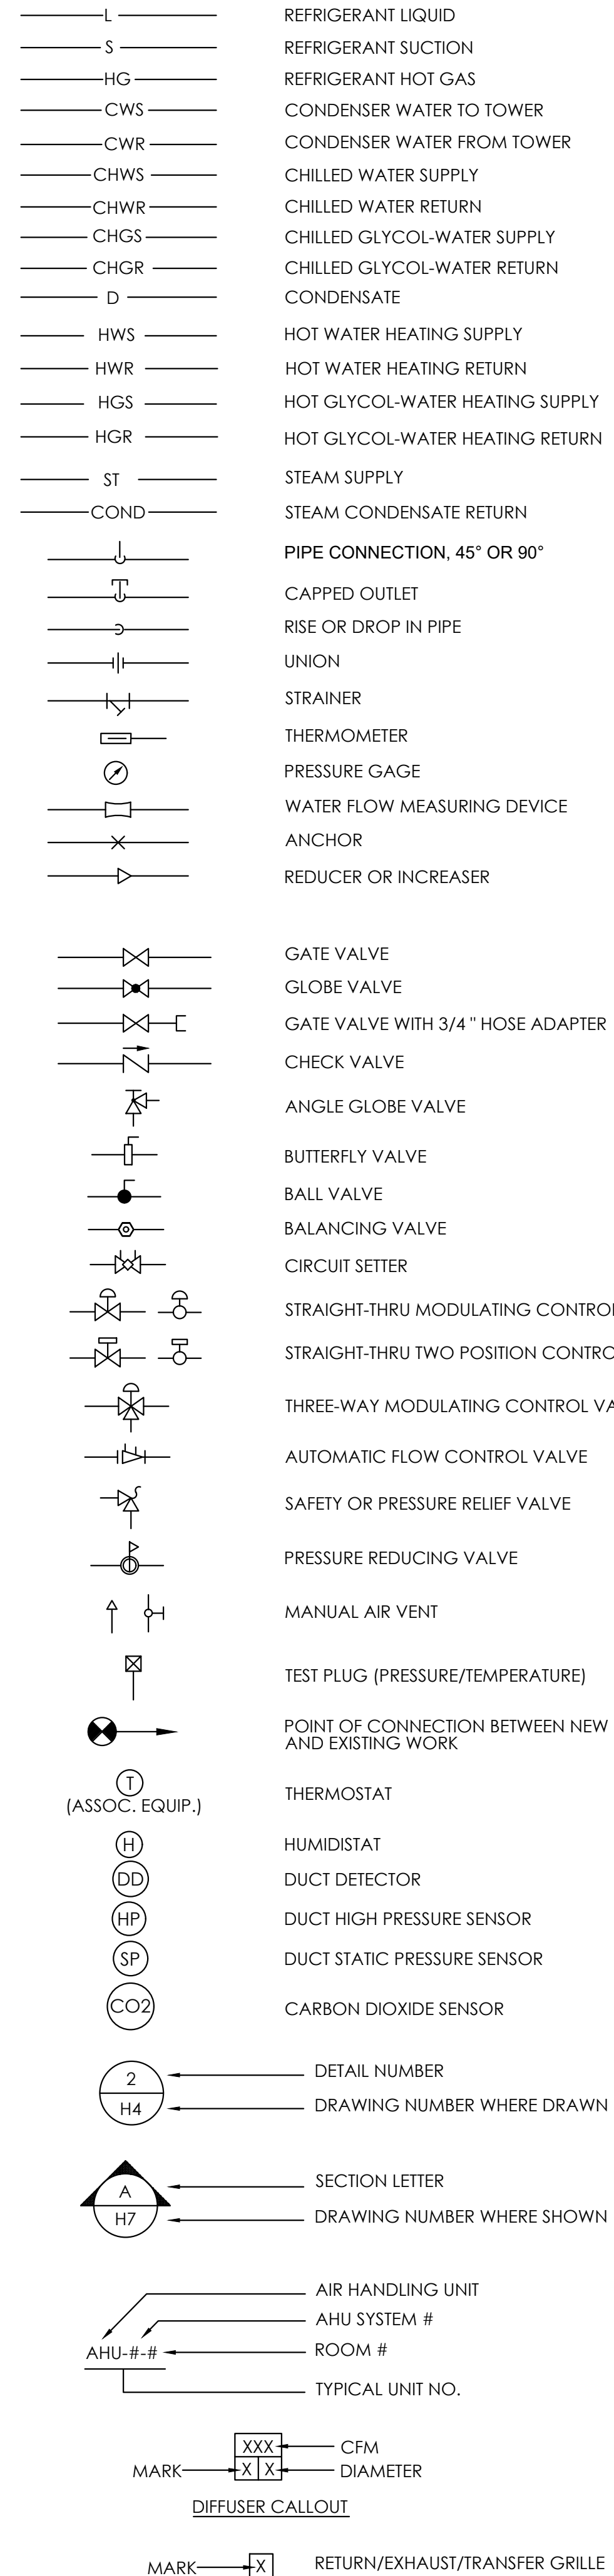 L REFRIGERANT LIQUID
S REFRIGERANT SUCTION
HG REFRIGERANT HOT GAS
CWS CONDENSER WATER TO TOWER
CWR CONDENSER WATER FROM TOWER
CHWS CHILLED WATER SUPPLY
CHWR CHILLED WATER RETURN
CHGS CHILLED GLYCOL-WATER SUPPLY
CHGR CHILLED GLYCOL-WATER RETURN
D CONDENSATE
HWS HOT WATER HEATING SUPPLY
HWR HOT WATER HEATING RETURN
HGS HOT GLYCOL-WATER HEATING SUPPLY
HGR HOT GLYCOL-WATER HEATING RETURN
ST STEAM SUPPLY
COND STEAM CONDENSATE RETURN
PIPE CONNECTION, 45° OR 90°
CAPPED OUTLET
RISE OR DROP IN PIPE
UNION
STRAINER
THERMOMETER
PRESSURE GAGE
WATER FLOW MEASURING DEVICE
ANCHOR
REDUCER OR INCREASER
GATE VALVE
GLOBE VALVE
GATE VALVE WITH 3/4 " HOSE ADAPTER
CHECK VALVE
ANGLE GLOBE VALVE
BUTTERFLY VALVE
BALL VALVE
BALANCING VALVE
CIRCUIT SETTER
STRAIGHT-THRU MODULATING CONTROL
STRAIGHT-THRU TWO POSITION CONTRO
THREE-WAY MODULATING CONTROL VA
AUTOMATIC FLOW CONTROL VALVE
SAFETY OR PRESSURE RELIEF VALVE
PRESSURE REDUCING VALVE
MANUAL AIR VENT
TEST PLUG (PRESSURE/TEMPERATURE)
POINT OF CONNECTION BETWEEN NEW
AND EXISTING WORK
T
(ASSOC. EQUIP.) THERMOSTAT
H HUMIDISTAT
DD DUCT DETECTOR
HP DUCT HIGH PRESSURE SENSOR
SP DUCT STATIC PRESSURE SENSOR
CO2 CARBON DIOXIDE SENSOR
2 DETAIL NUMBER
H4 DRAWING NUMBER WHERE DRAWN
A SECTION LETTER
H7 DRAWING NUMBER WHERE SHOWN
AIR HANDLING UNIT
AHU SYSTEM #
AHU-#-# ROOM #
TYPICAL UNIT NO.
XXX CFM
MARK X X DIAMETER
DIFFUSER CALLOUT
MARK X RETURN/EXHAUST/TRANSFER GRILLE